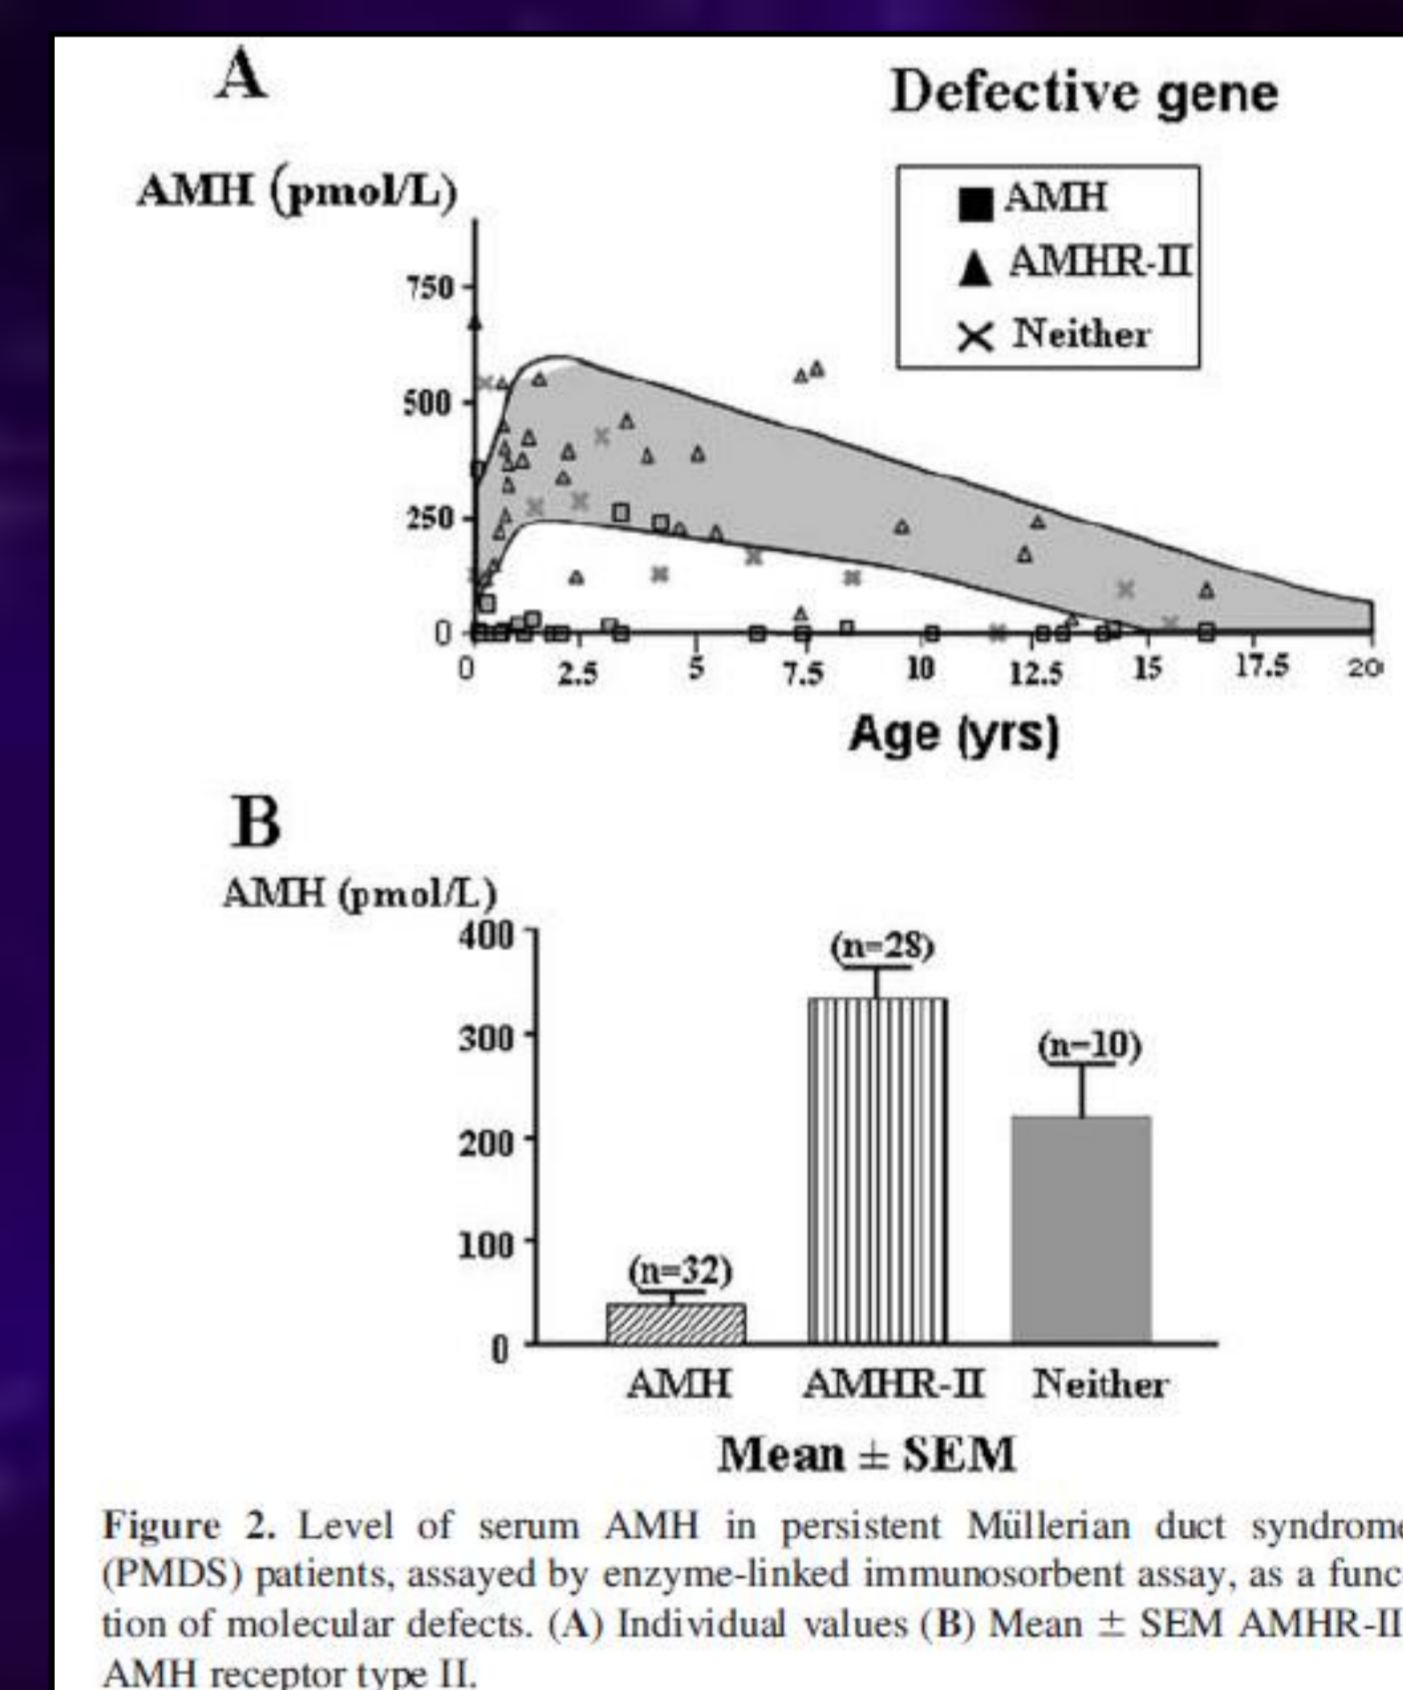 A
Defective gene
AMH (pmol/L)
AMH
AMHR-II
Neither
750
500
250
0
0
2.5
5
7.5
10
12.5
15
17.5
20
Age (yrs)
B
AMH (pmol/L)
400
300
200
100
0
(n=32)
(n=28)
(n=10)
AMH
AMHR-II
Neither
Mean ± SEM
Figure 2. Level of serum AMH in persistent Müllerian duct syndrome
(PMDS) patients, assayed by enzyme-linked immunosorbent assay, as a func
tion of molecular defects. (A) Individual values (B) Mean ± SEM AMHR-II
AMH receptor type II.